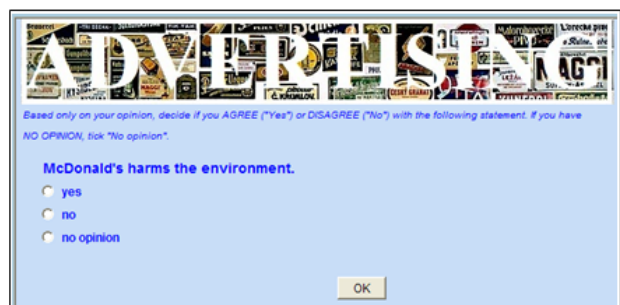 ADVERTISING
MAGGI
Based only on your opinion, decide if you AGREE ("Yes") or DISAGREE ("No") with the following statement. If you have
NO OPINION, tick "No opinion".
McDonald's harms the environment.
yes
no
no opinion
OK